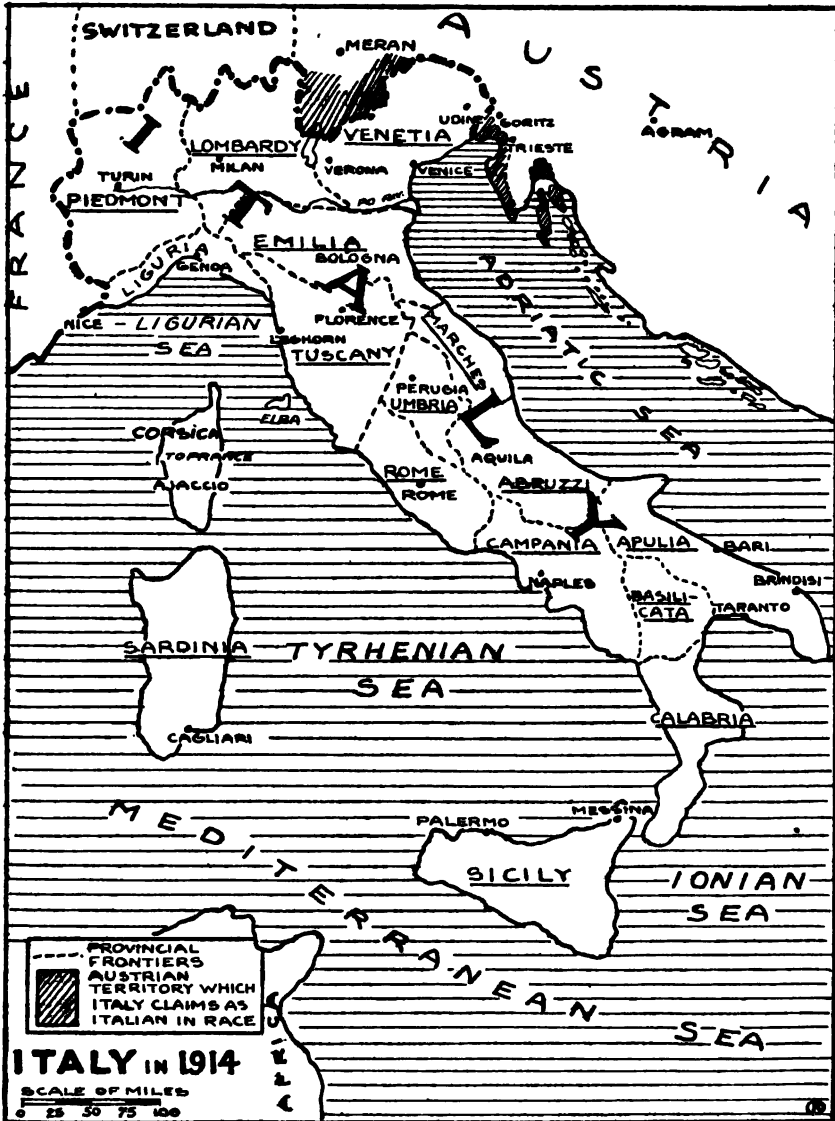 SWITZERLAND
MERAN
AUSTRIA
FRANCE
UDINE
GORITZ
AGRAM
LOMBARDY
VENETIA
TRIESTE
MILAN
VERONA
VENICE
TURIN
PIEDMONT
PO RIV.
ITALY
EMILIA
BOLOGNA
LIGURIA
GENOA
ADRIATIC SEA
NICE
LIGURIAN
SEA
FLORENCE
LEGHORN
TUSCANY
MARCHES
PERUGIA
UMBRIA
ELBA
CORSICA
TO FRANCE
AJACCIO
AQUILA
ROME
ROME
ABRUZZI
CAMPANIA
APULIA
BARI
NAPLES
BRINDISI
BASILI-
CATA
TARANTO
SARDINIA
TYRHENIAN
SEA
CAGLIARI
CALABRIA
MEDITERRANEAN SEA
PALERMO
MESSINA
SICILY
IONIAN
SEA
PROVINCIAL
FRONTIERS
AUSTRIAN
TERRITORY WHICH
ITALY CLAIMS AS
ITALIAN IN RACE
AFRICA
ITALY IN 1914
SCALE OF MILES
0 25 50 75 100